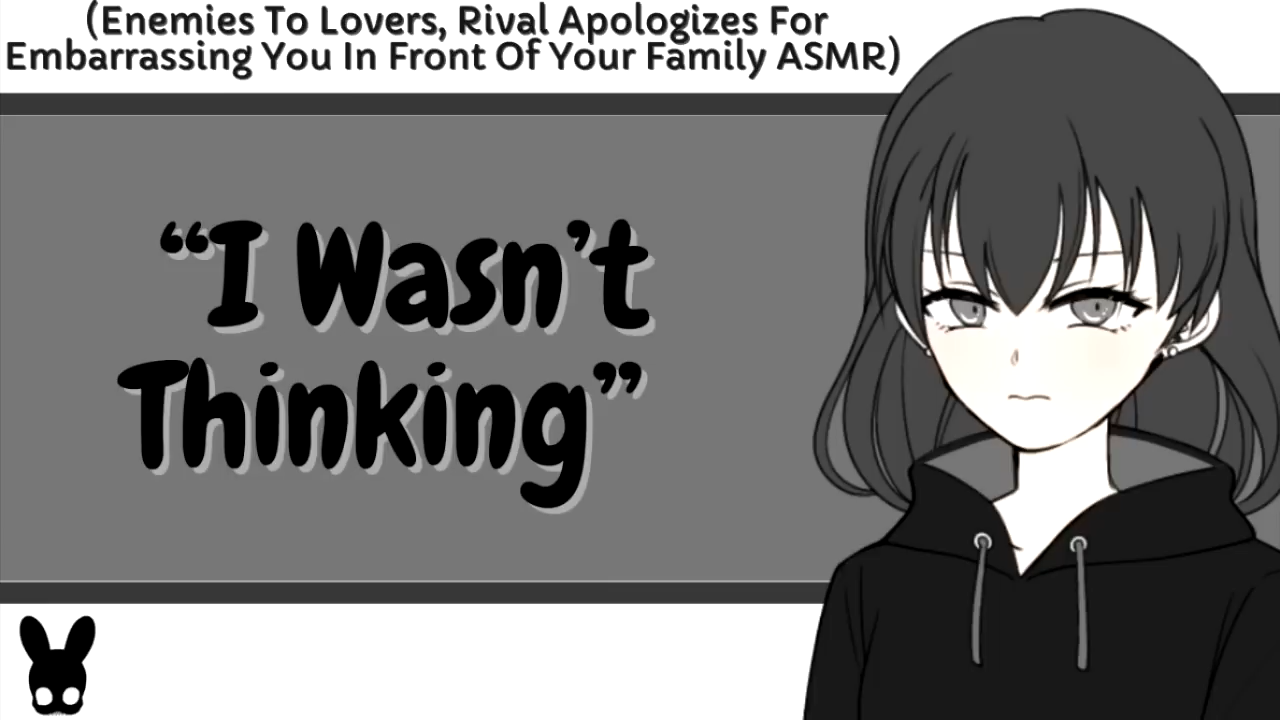 (Enemies To Lovers, Rival Apologizes For
Embarrassing You In Front Of Your Family ASMR)
“I Wasn’t
Thinking”